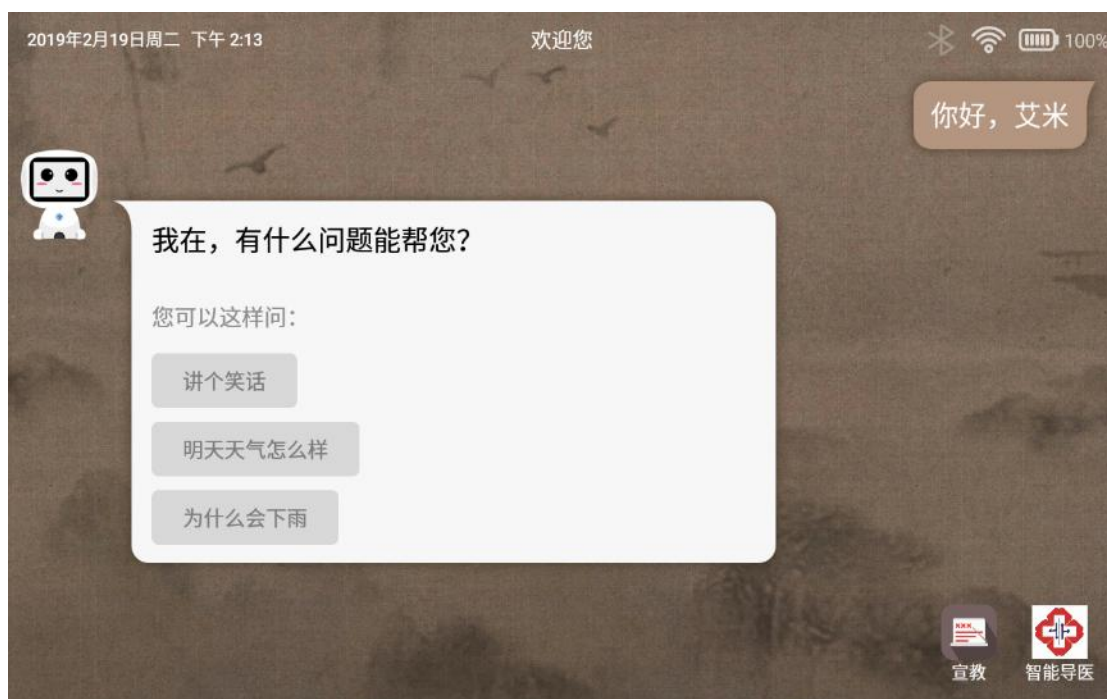 2019年2月19日周二 下午 2:13
欢迎您
100%
你好，艾米
我在，有什么问题能帮您？
您可以这样问：
讲个笑话
明天天气怎么样
为什么会下雨
XXX
宣教
智能导医